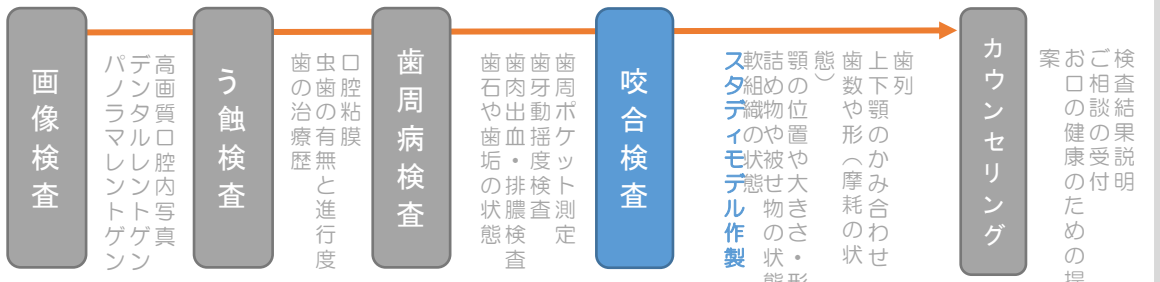 画像検査
高画質口腔内写真
デンタルレントゲン
パノラマレントゲン
う蝕検査
口腔粘膜
虫歯の有無と進行度
歯の治療歴
歯周病検査
歯周ポケット測定
歯牙動揺度検査
歯肉出血・排膿検査
歯石や歯垢の状態
咬合検査
歯列
上下顎のかみ合わせ
歯数や形（摩耗の状
態）
顎の位置や大きさ・形
詰め物や被せ物の状態
軟組織の状態
スタディモデル作製
カウンセリング
検査結果説明
ご相談の受付
お口の健康のための提
案